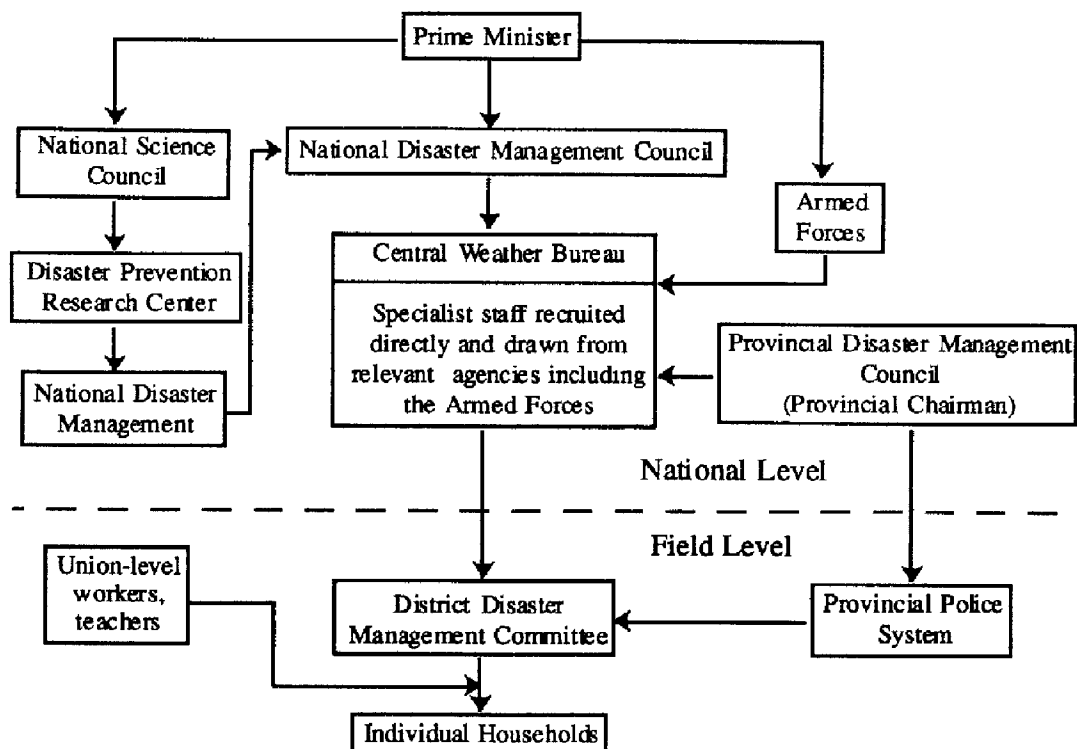 Prime Minister
National Science
Council
National Disaster Management Council
Armed
Forces
Disaster Prevention
Research Center
Central Weather Bureau
Specialist staff recruited
directly and drawn from
relevant agencies including
the Armed Forces
Provincial Disaster Management
Council
(Provincial Chairman)
National Disaster
Management
National Level
Field Level
Union-level
workers,
teachers
District Disaster
Management Committee
Provincial Police
System
Individual Households